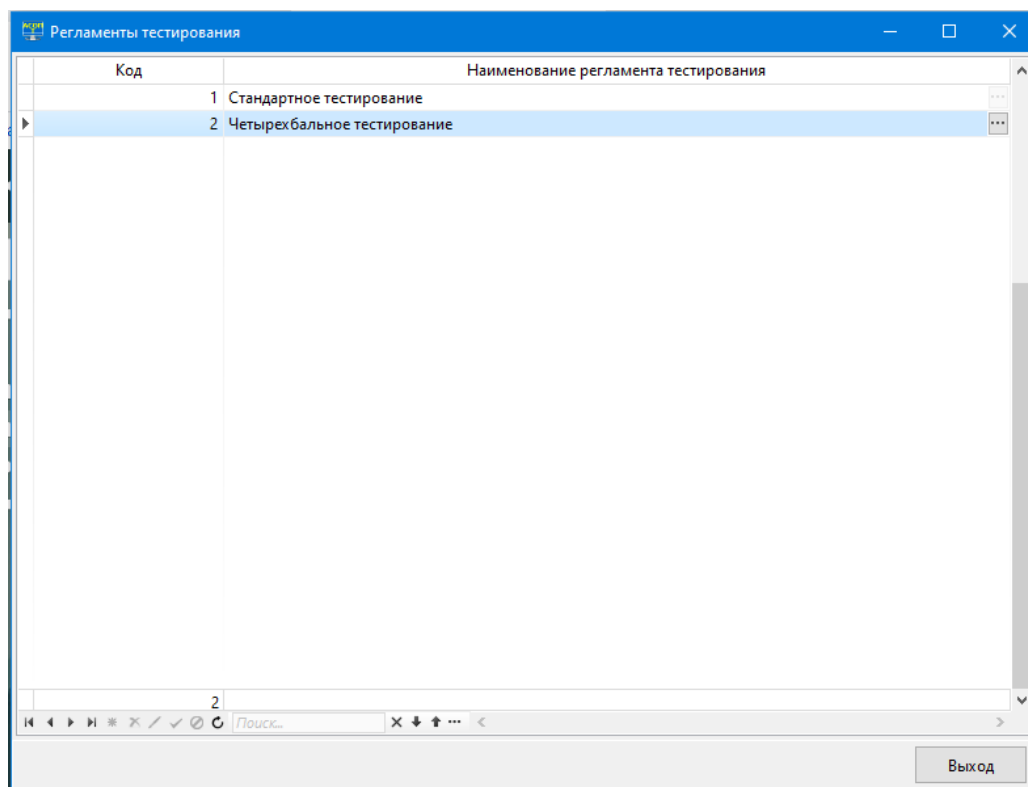 Регламенты тестирования
Код Наименование регламента тестирования
1 Стандартное тестирование
2 Четырехбальное тестирование
2
Поиск...
Выход